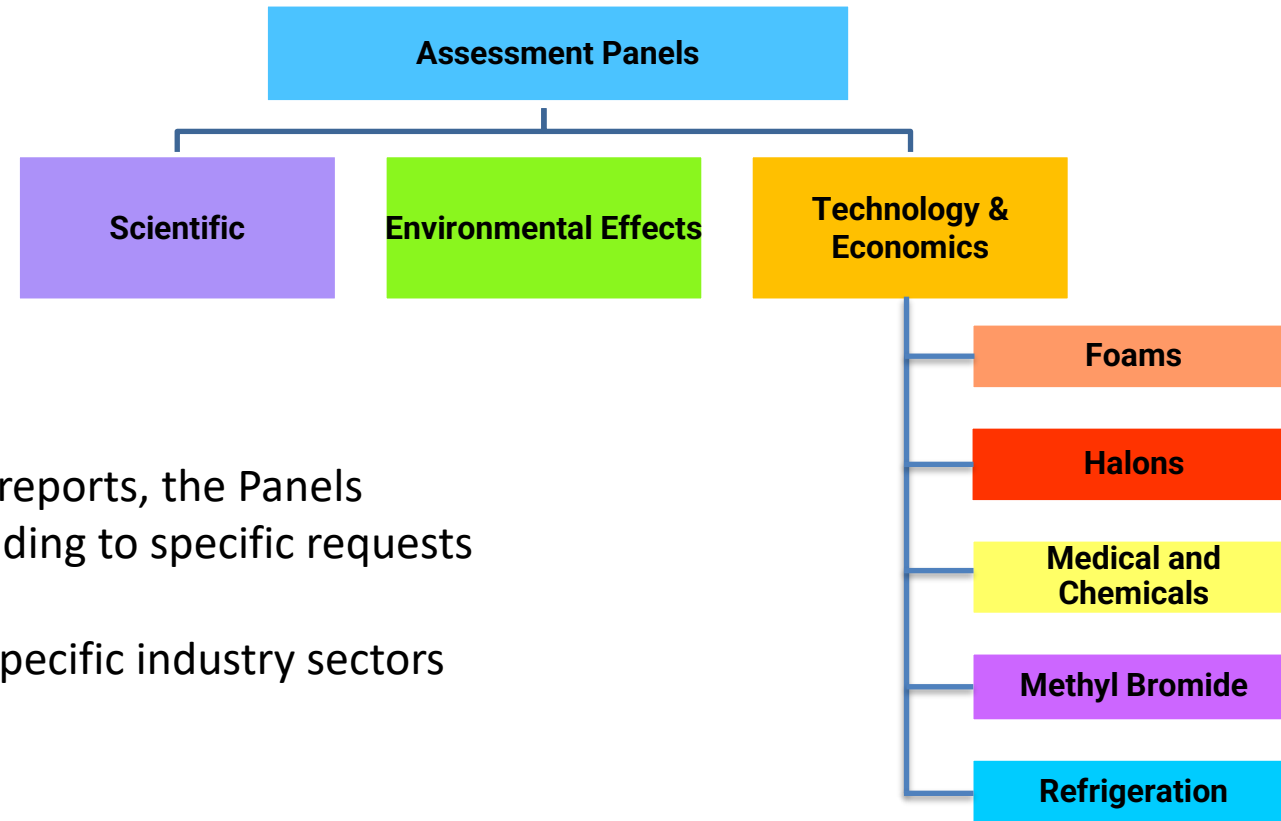 Assessment Panels
Scientific
Environmental Effects
Technology &
Economics
Foams
Halons
Medical and
Chemicals
Methyl Bromide
Refrigeration
reports, the Panels
ding to specific requests
pecific industry sectors